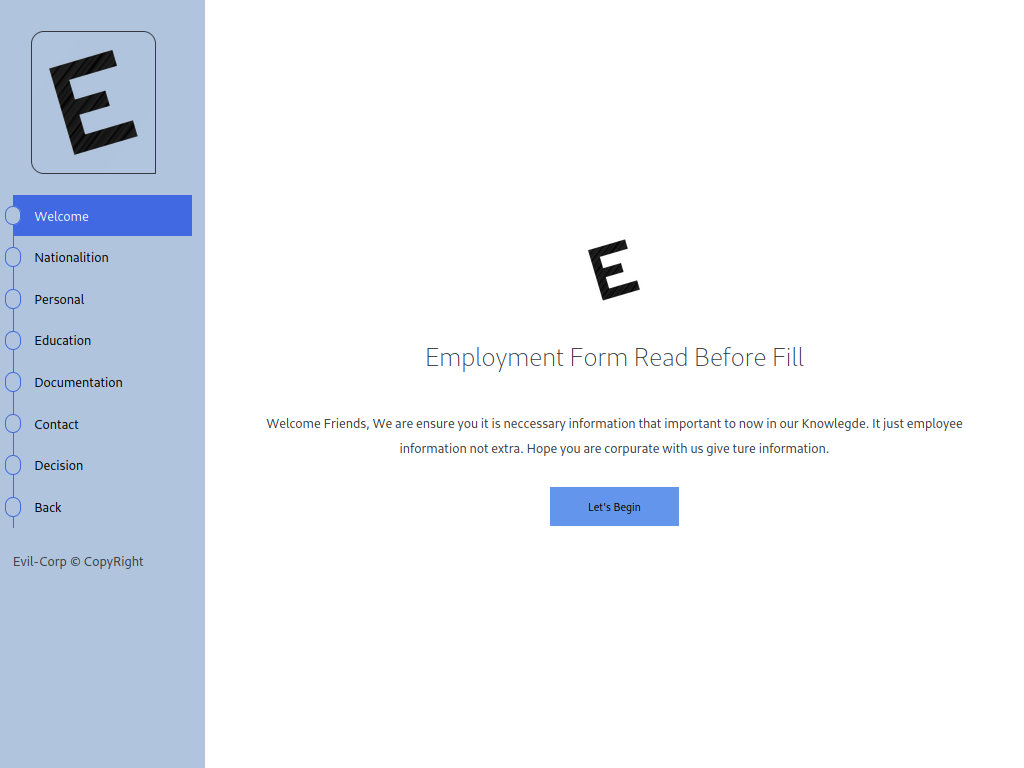 E
Welcome
Nationalition
Personal
Education
Documentation
Contact
Decision
Back
Evil-Corp © CopyRight
E
Employment Form Read Before Fill
Welcome Friends, We are ensure you it is neccessary information that important to now in our Knowlegde. It just employee
information not extra. Hope you are corpurate with us give ture information.
Let's Begin